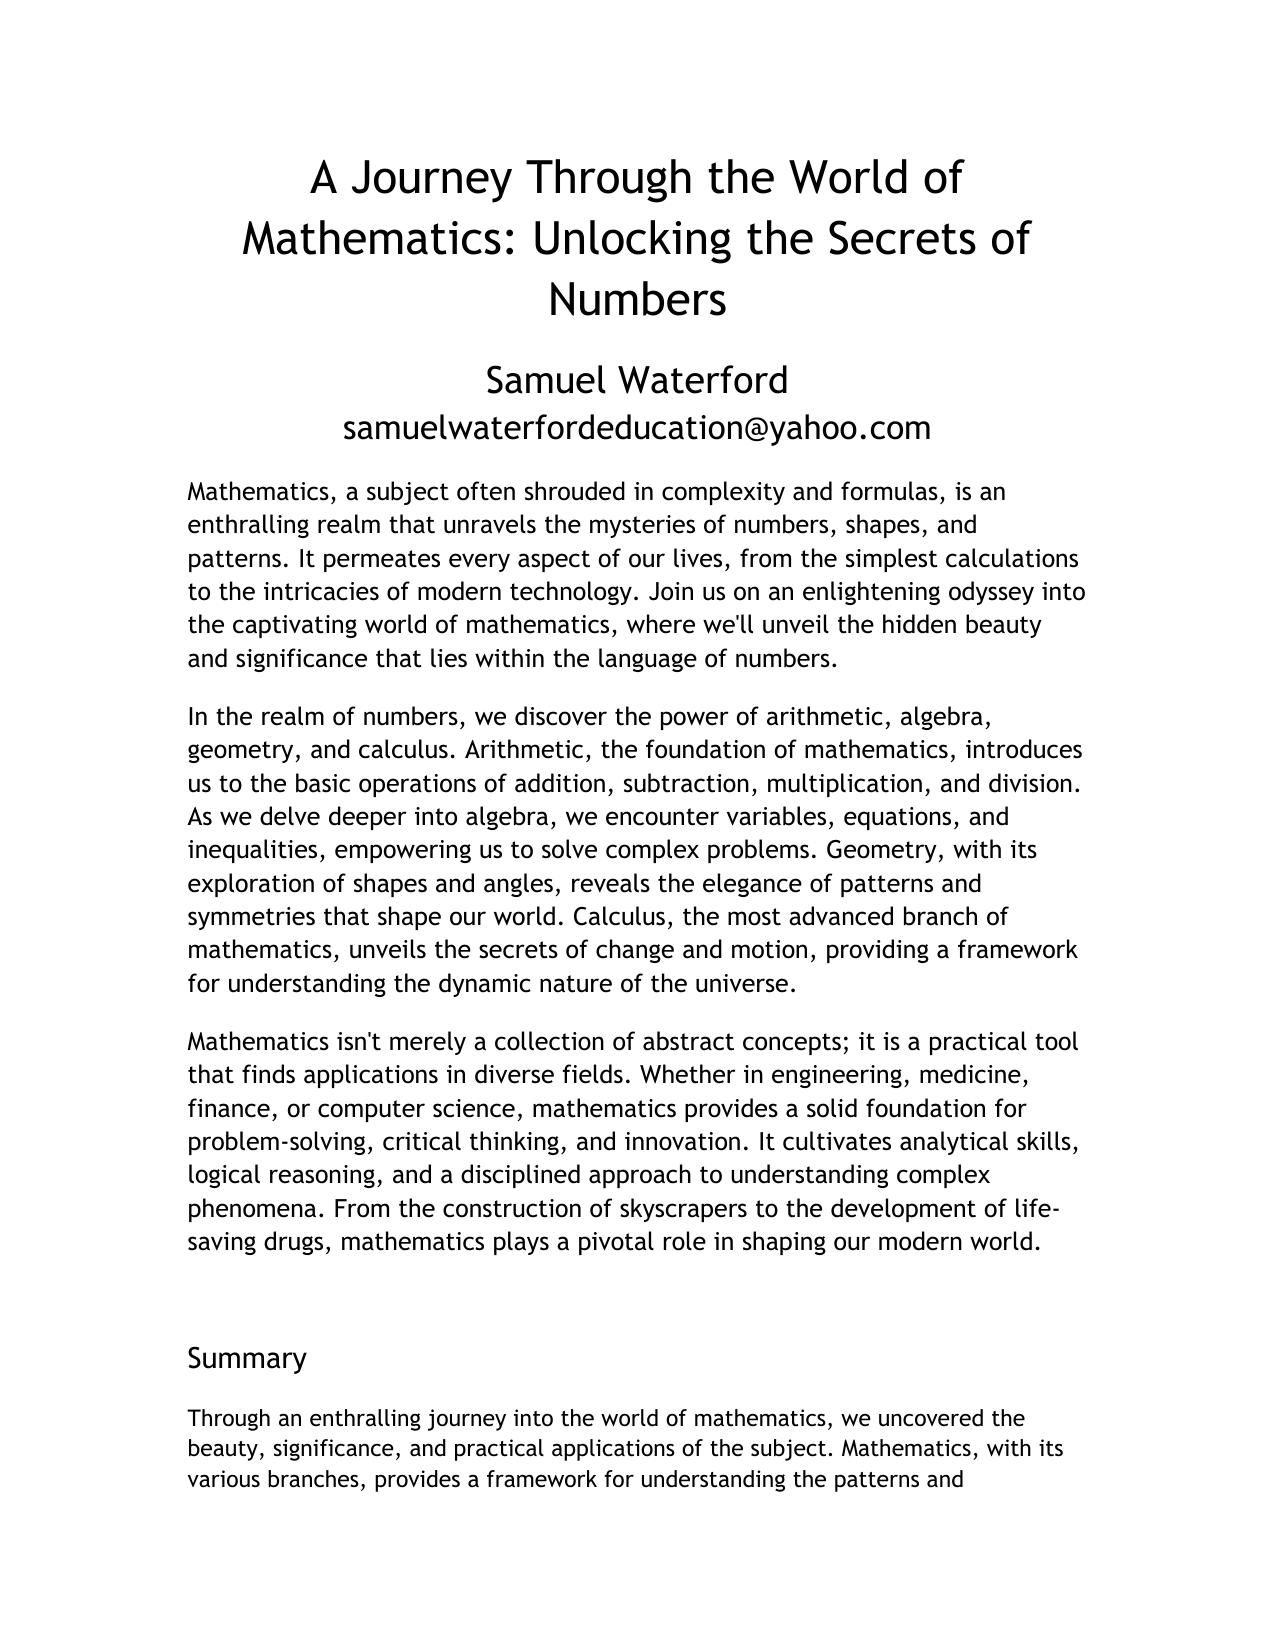 A Journey Through the World of
Mathematics: Unlocking the Secrets of
Numbers
Samuel Waterford
samuelwaterfordeducation@yahoo.com
Mathematics, a subject often shrouded in complexity and formulas, is an
enthralling realm that unravels the mysteries of numbers, shapes, and
patterns. It permeates every aspect of our lives, from the simplest calculations
to the intricacies of modern technology. Join us on an enlightening odyssey into
the captivating world of mathematics, where we'll unveil the hidden beauty
and significance that lies within the language of numbers.
In the realm of numbers, we discover the power of arithmetic, algebra,
geometry, and calculus. Arithmetic, the foundation of mathematics, introduces
us to the basic operations of addition, subtraction, multiplication, and division.
As we delve deeper into algebra, we encounter variables, equations, and
inequalities, empowering us to solve complex problems. Geometry, with its
exploration of shapes and angles, reveals the elegance of patterns and
symmetries that shape our world. Calculus, the most advanced branch of
mathematics, unveils the secrets of change and motion, providing a framework
for understanding the dynamic nature of the universe.
Mathematics isn't merely a collection of abstract concepts; it is a practical tool
that finds applications in diverse fields. Whether in engineering, medicine,
finance, or computer science, mathematics provides a solid foundation for
problem-solving, critical thinking, and innovation. It cultivates analytical skills,
logical reasoning, and a disciplined approach to understanding complex
phenomena. From the construction of skyscrapers to the development of life-
saving drugs, mathematics plays a pivotal role in shaping our modern world.
Summary
Through an enthralling journey into the world of mathematics, we uncovered the
beauty, significance, and practical applications of the subject. Mathematics, with its
various branches, provides a framework for understanding the patterns and